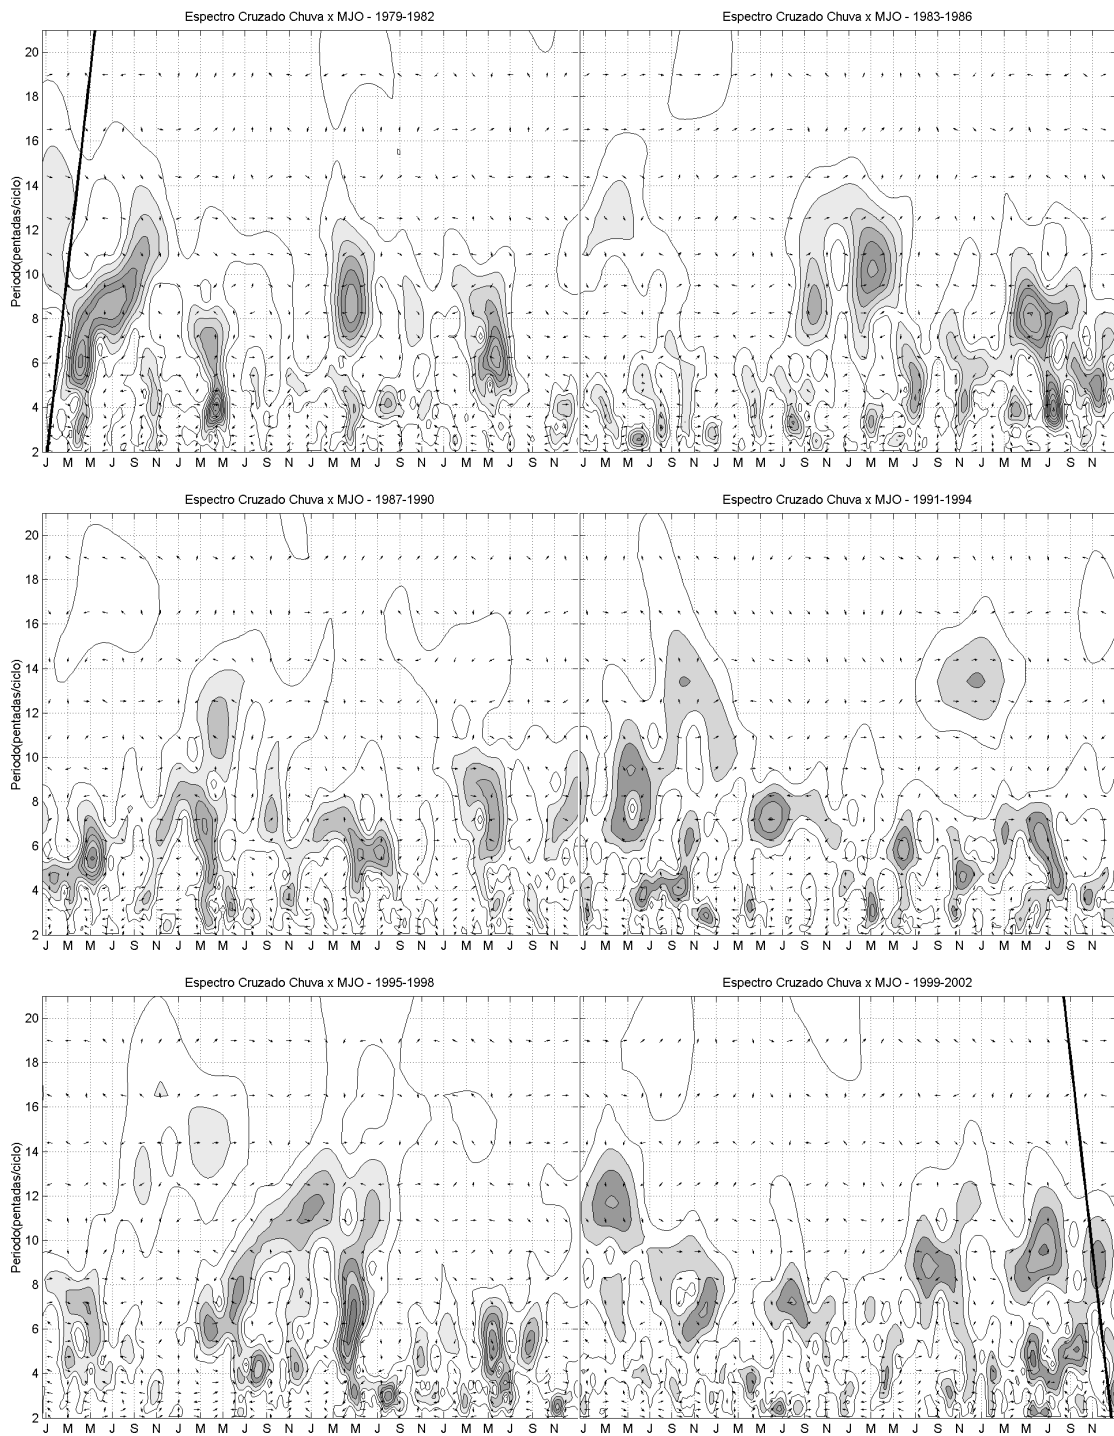 Espectro Cruzado Chuva x MJO - 1979-1982
Espectro Cruzado Chuva x MJO - 1983-1986
Periodo(pentadas/ciclo)
20
18
16
14
12
10
8
6
4
2
J M M J S N J M M J S N J M M J S N J M M J S N
J M M J S N J M M J S N J M M J S N J M M J S N
Espectro Cruzado Chuva x MJO - 1987-1990
Espectro Cruzado Chuva x MJO - 1991-1994
Periodo(pentadas/ciclo)
20
18
16
14
12
10
8
6
4
2
J M M J S N J M M J S N J M M J S N J M M J S N
J M M J S N J M M J S N J M M J S N J M M J S N
Espectro Cruzado Chuva x MJO - 1995-1998
Espectro Cruzado Chuva x MJO - 1999-2002
Periodo(pentadas/ciclo)
20
18
16
14
12
10
8
6
4
2
J M M J S N J M M J S N J M M J S N J M M J S N
J M M J S N J M M J S N J M M J S N J M M J S N